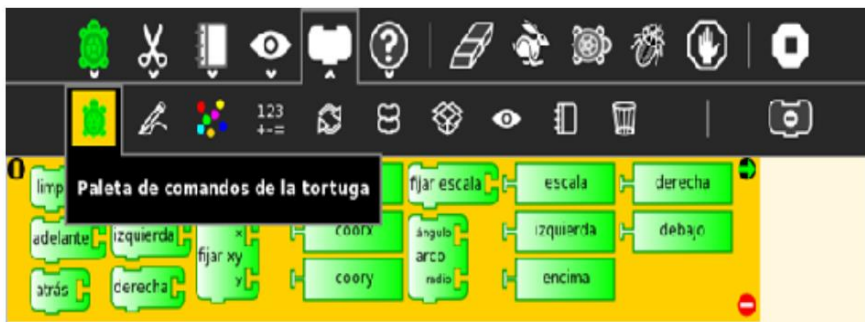 123
+-=
Paleta de comandos de la tortuga
limp
fijar escala
escala
derecha
adelante
izquierda
x
fijar xy
y
coorx
ángulo
arco
radio
izquierda
debajo
atrás
derecha
coory
encima